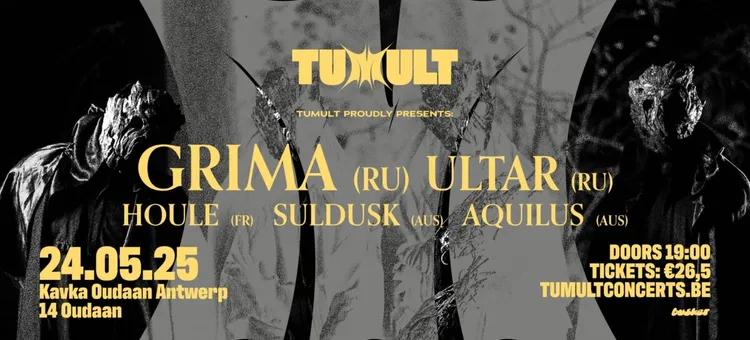 TUMULT
TUMULT PROUDLY PRESENTS:
GRIMA (RU) ULTAR (RU)
HOULE (FR) SULDUSK (AUS) AQUILUS (AUS)
24.05.25
Kavka Oudaan Antwerp
14 Oudaan
DOORS 19:00
TICKETS: €26,5
TUMULTCONCERTS.BE